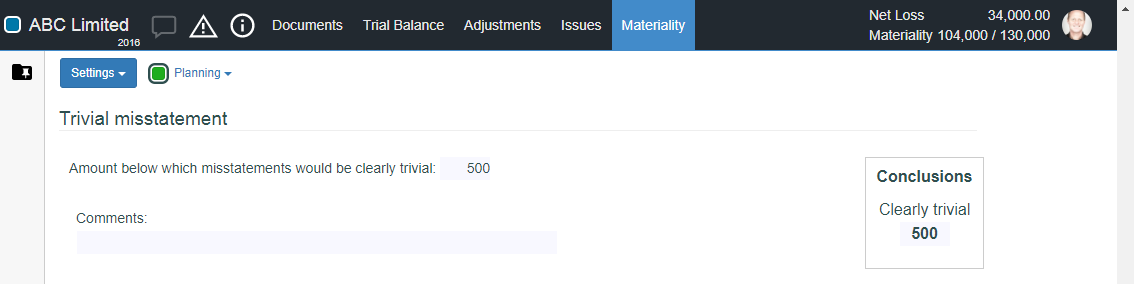 ABC Limited
2016
Documents Trial Balance Adjustments Issues Materiality
Net Loss 34,000.00
Materiality 104,000 / 130,000
Settings Planning
Trivial misstatement
Amount below which misstatements would be clearly trivial: 500
Comments:
Conclusions
Clearly trivial
500